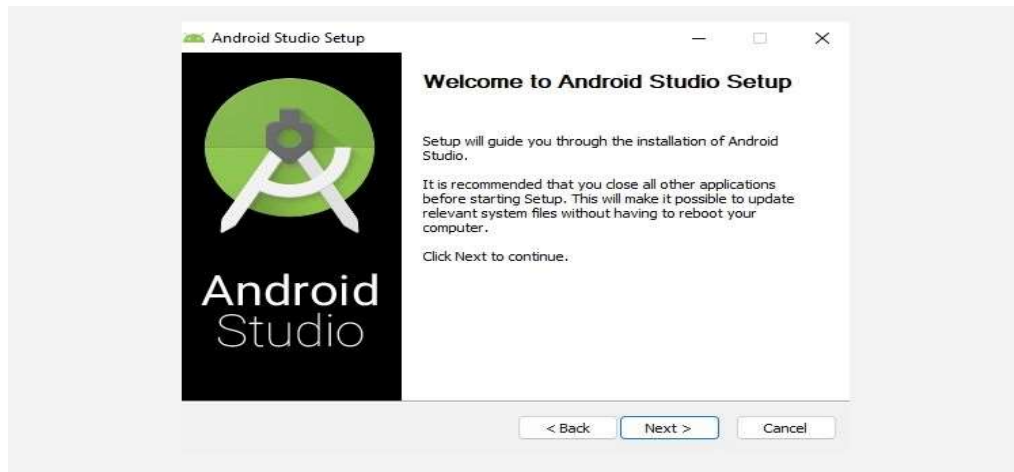 Android Studio Setup
Welcome to Android Studio Setup
Setup will guide you through the installation of Android
Studio.
It is recommended that you close all other applications
before starting Setup. This will make it possible to update
relevant system files without having to reboot your
computer.
Click Next to continue.
Android
Studio
< Back Next > Cancel